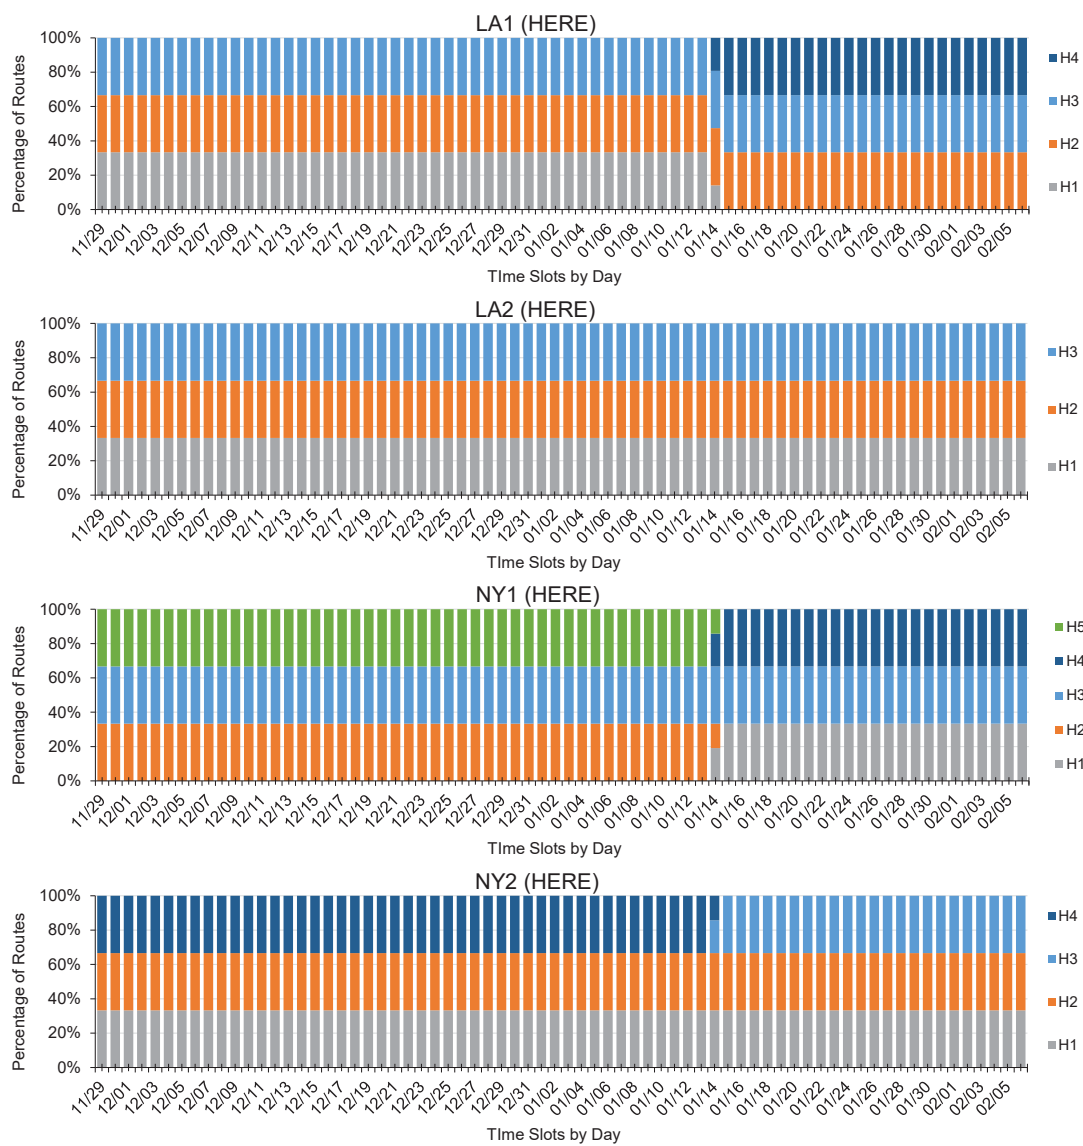 LA1 (HERE)
100%
80%
60%
40%
20%
0%
Percentage of Routes
H4
H3
H2
H1
11/29 12/01 12/03 12/05 12/07 12/09 12/11 12/13 12/15 12/17 12/19 12/21 12/23 12/25 12/27 12/29 12/31 01/02 01/04 01/06 01/08 01/10 01/12 01/14 01/16 01/18 01/20 01/22 01/24 01/26 01/28 01/30 02/01 02/03 02/05
TIme Slots by Day
LA2 (HERE)
100%
80%
60%
40%
20%
0%
Percentage of Routes
H3
H2
H1
11/29 12/01 12/03 12/05 12/07 12/09 12/11 12/13 12/15 12/17 12/19 12/21 12/23 12/25 12/27 12/29 12/31 01/02 01/04 01/06 01/08 01/10 01/12 01/14 01/16 01/18 01/20 01/22 01/24 01/26 01/28 01/30 02/01 02/03 02/05
TIme Slots by Day
NY1 (HERE)
100%
80%
60%
40%
20%
0%
Percentage of Routes
H5
H4
H3
H2
H1
11/29 12/01 12/03 12/05 12/07 12/09 12/11 12/13 12/15 12/17 12/19 12/21 12/23 12/25 12/27 12/29 12/31 01/02 01/04 01/06 01/08 01/10 01/12 01/14 01/16 01/18 01/20 01/22 01/24 01/26 01/28 01/30 02/01 02/03 02/05
TIme Slots by Day
NY2 (HERE)
100%
80%
60%
40%
20%
0%
Percentage of Routes
H4
H3
H2
H1
11/29 12/01 12/03 12/05 12/07 12/09 12/11 12/13 12/15 12/17 12/19 12/21 12/23 12/25 12/27 12/29 12/31 01/02 01/04 01/06 01/08 01/10 01/12 01/14 01/16 01/18 01/20 01/22 01/24 01/26 01/28 01/30 02/01 02/03 02/05
TIme Slots by Day